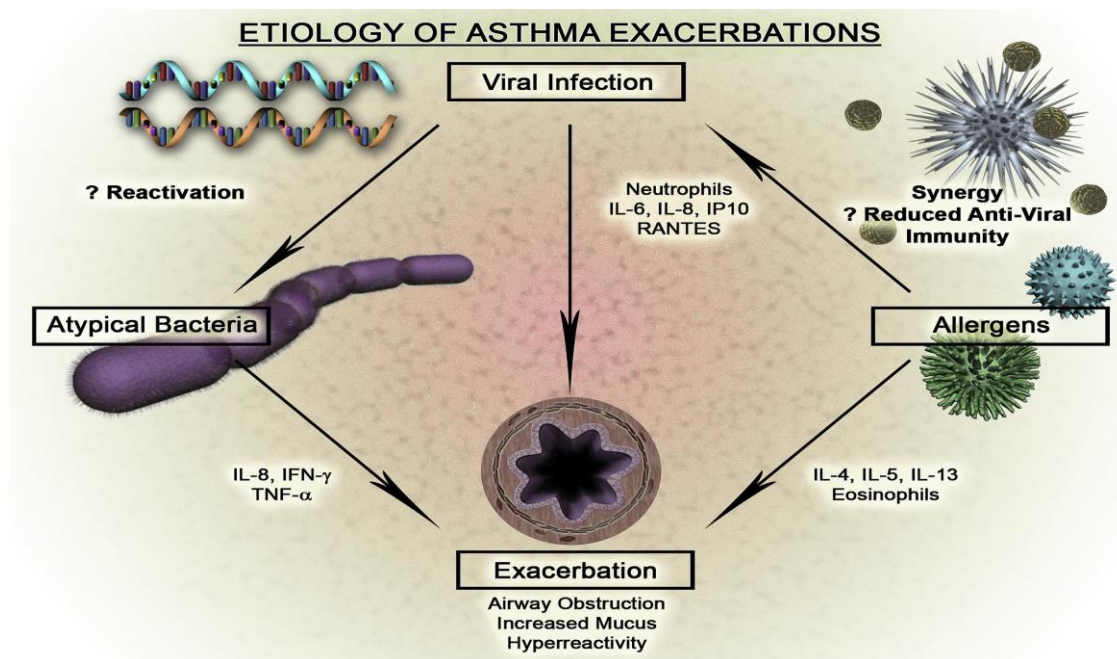 ETIOLOGY OF ASTHMA EXACERBATIONS
Viral Infection
? Reactivation
Neutrophils
IL-6, IL-8, IP10
RANTES
Synergy
? Reduced Anti-Viral
Immunity
Atypical Bacteria
Allergens
IL-8, IFN-γ
TNF-α
IL-4, IL-5, IL-13
Eosinophils
Exacerbation
Airway Obstruction
Increased Mucus
Hyperreactivity